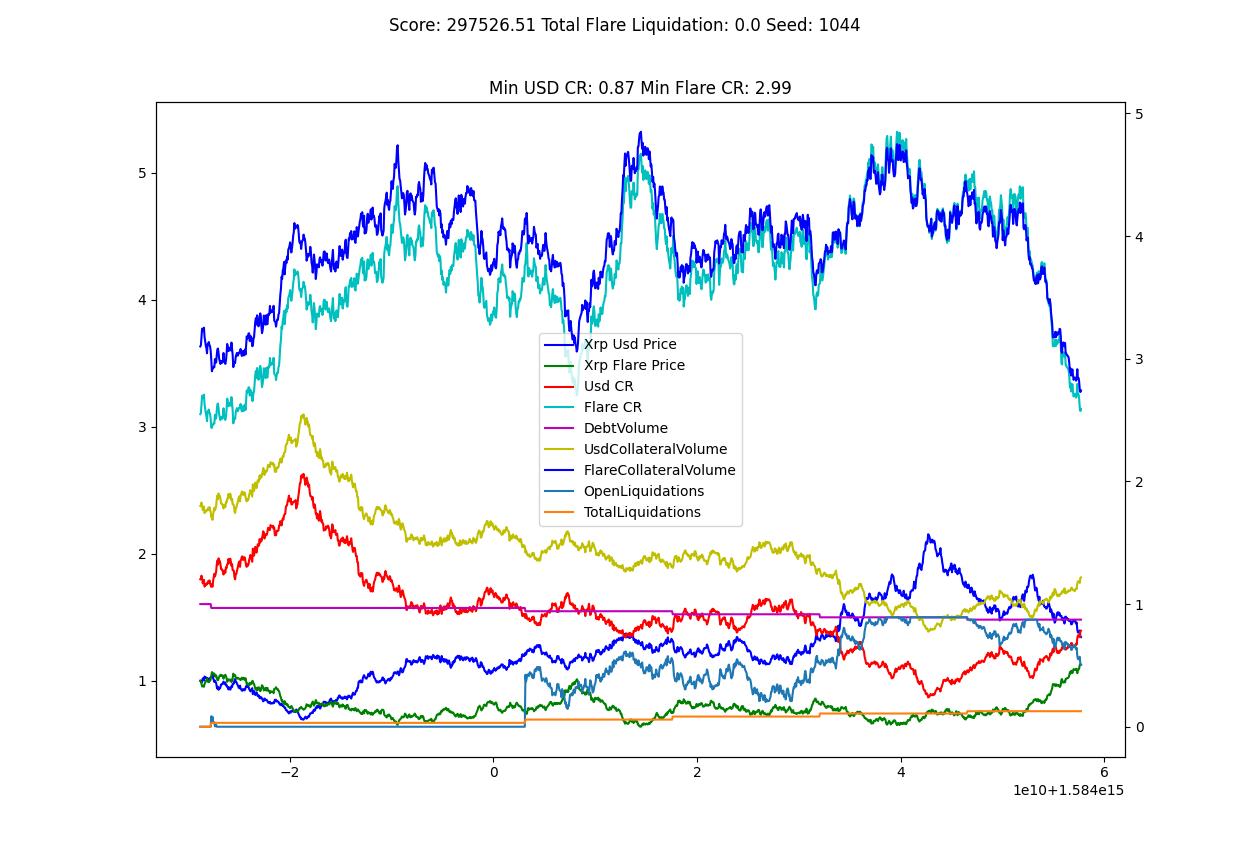 Score: 297526.51 Total Flare Liquidation: 0.0 Seed: 1044
Min USD CR: 0.87 Min Flare CR: 2.99
5
4
3
2
1
5
4
3
2
1
0
Xrp Usd Price
Xrp Flare Price
Usd CR
Flare CR
DebtVolume
UsdCollateralVolume
FlareCollateralVolume
OpenLiquidations
TotalLiquidations
−2 0 2 4 6
1e10+1.584e15